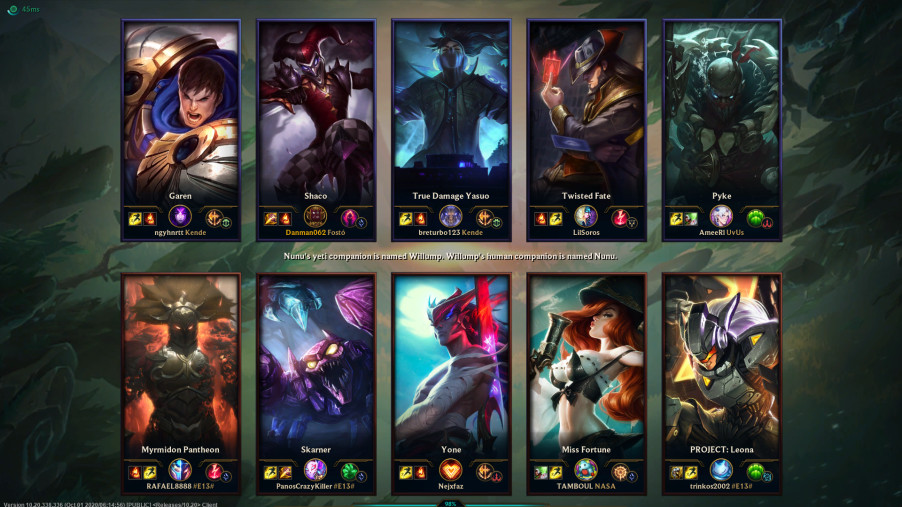 45ms
Garen
ngyhnrtt Kende
Shaco
Danman062 Fostó
True Damage Yasuo
breturbo123 Kende
Twisted Fate
LilSoros
Pyke
AmeeRl UvUs
Nunu's yeti companion is named Willump. Willump's human companion is named Nunu.
Myrmidon Pantheon
RAFAEL8888 #E13#
Skarner
PanosCrazyKiller #E13#
Yone
Nejxfaz
Miss Fortune
TAMBOUL NASA
PROJECT: Leona
trinkos2002 #E13#
Version 10.20.338.336 (Oct 01 2020/06:14:56) [PUBLIC] <Releases/10.20> Client
98%